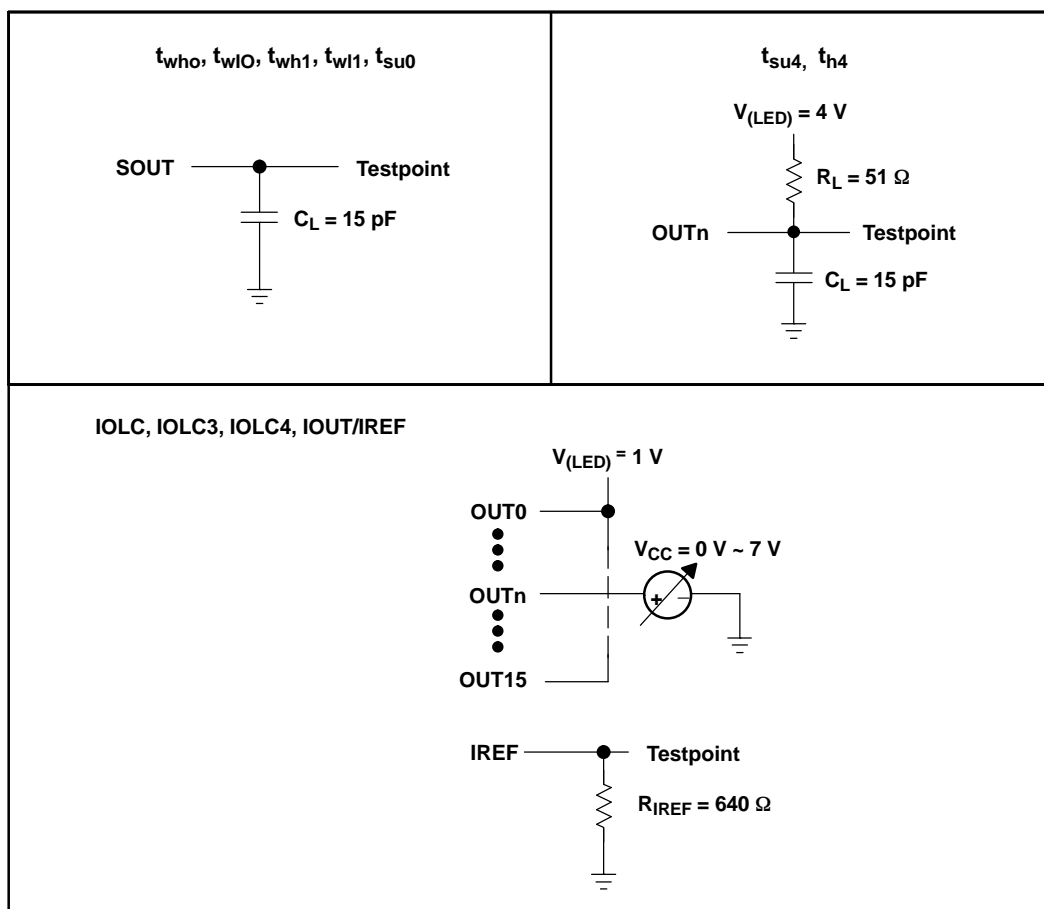 twho, twlO, twh1, twl1, tsu0
SOUT
Testpoint
CL = 15 pF
tsu4, th4
V(LED) = 4 V
RL = 51 Ω
OUTn
Testpoint
CL = 15 pF
IOLC, IOLC3, IOLC4, IOUT/IREF
V(LED) = 1 V
OUT0
VCC = 0 V ~ 7 V
OUTn
+ –
OUT15
IREF
Testpoint
RIREF = 640 Ω